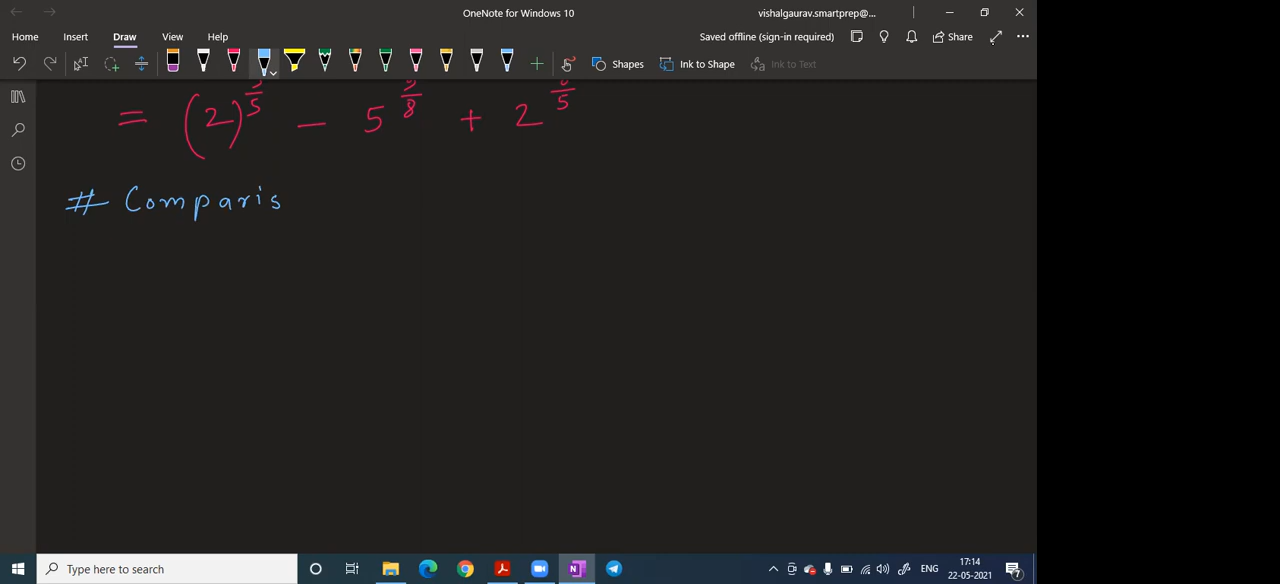 OneNote for Windows 10
vishalgaurav.smartprep@...
Home Insert Draw View Help
Saved offline (sign-in required) Share
Shapes Ink to Shape Ink to Text
= (2)^{/5} - 5^{/8} + 2^{/5}
# Comparis
Type here to search
ENG
17:14
22-05-2021
7